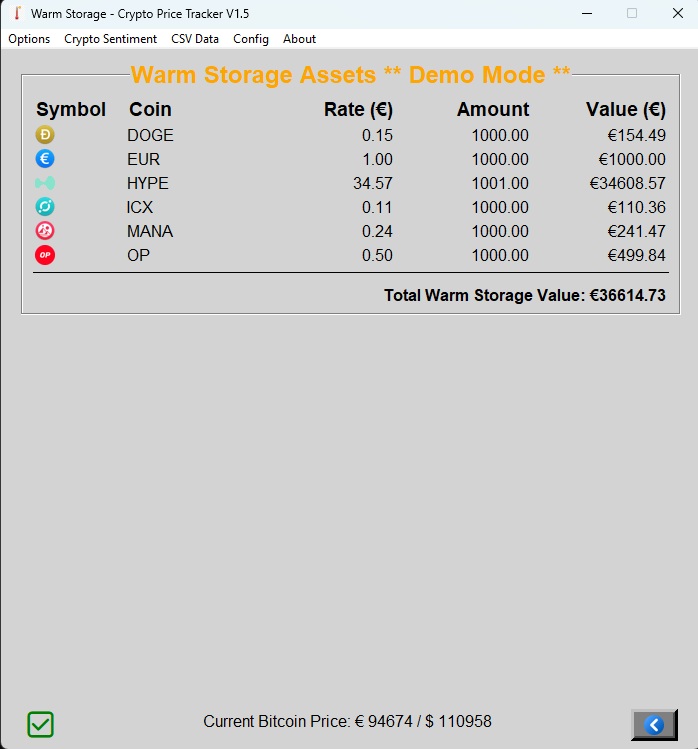 Warm Storage - Crypto Price Tracker V1.5
Options Crypto Sentiment CSV Data Config About
Warm Storage Assets ** Demo Mode **
Symbol Coin Rate (€) Amount Value (€)
DOGE 0.15 1000.00 €154.49
EUR 1.00 1000.00 €1000.00
HYPE 34.57 1001.00 €34608.57
ICX 0.11 1000.00 €110.36
MANA 0.24 1000.00 €241.47
OP OP 0.50 1000.00 €499.84
Total Warm Storage Value: €36614.73
Current Bitcoin Price: € 94674 / $ 110958